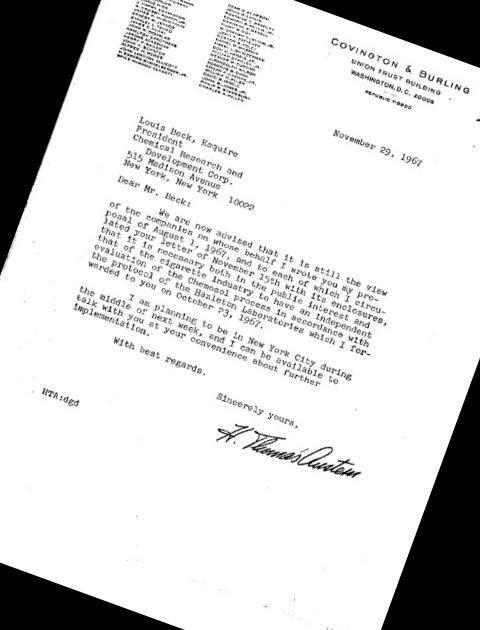 COVINGTON & BURLING
UNION TRUST BUILDING
WASHINGTON, D.C. 20005
REPUBLIC 7-5900
November 29, 1967
Louis Beck, Esquire
President
Chemical Research and
Development Corp.
515 Madison Avenue
New York, New York 10022
Dear Mr. Beck:
We are now advised that it is still the view
of the companies on whose behalf I wrote you my pro-
posal of August 1, 1967, and to each of which I circu-
lated your letter of November 15th with its enclosures,
that it is necessary both in the public interest and
that of the cigarette industry to have an independent
evaluation of the Chemosol process in accordance with
the protocol of the Hazleton Laboratories which I for-
warded to you on October 23, 1967.
I am planning to be in New York City during
the middle of next week, and I can be available to
talk with you at your convenience about further
implementation.
With best regards.
Sincerely yours,
H. Thomas Austern
HTA:dgd